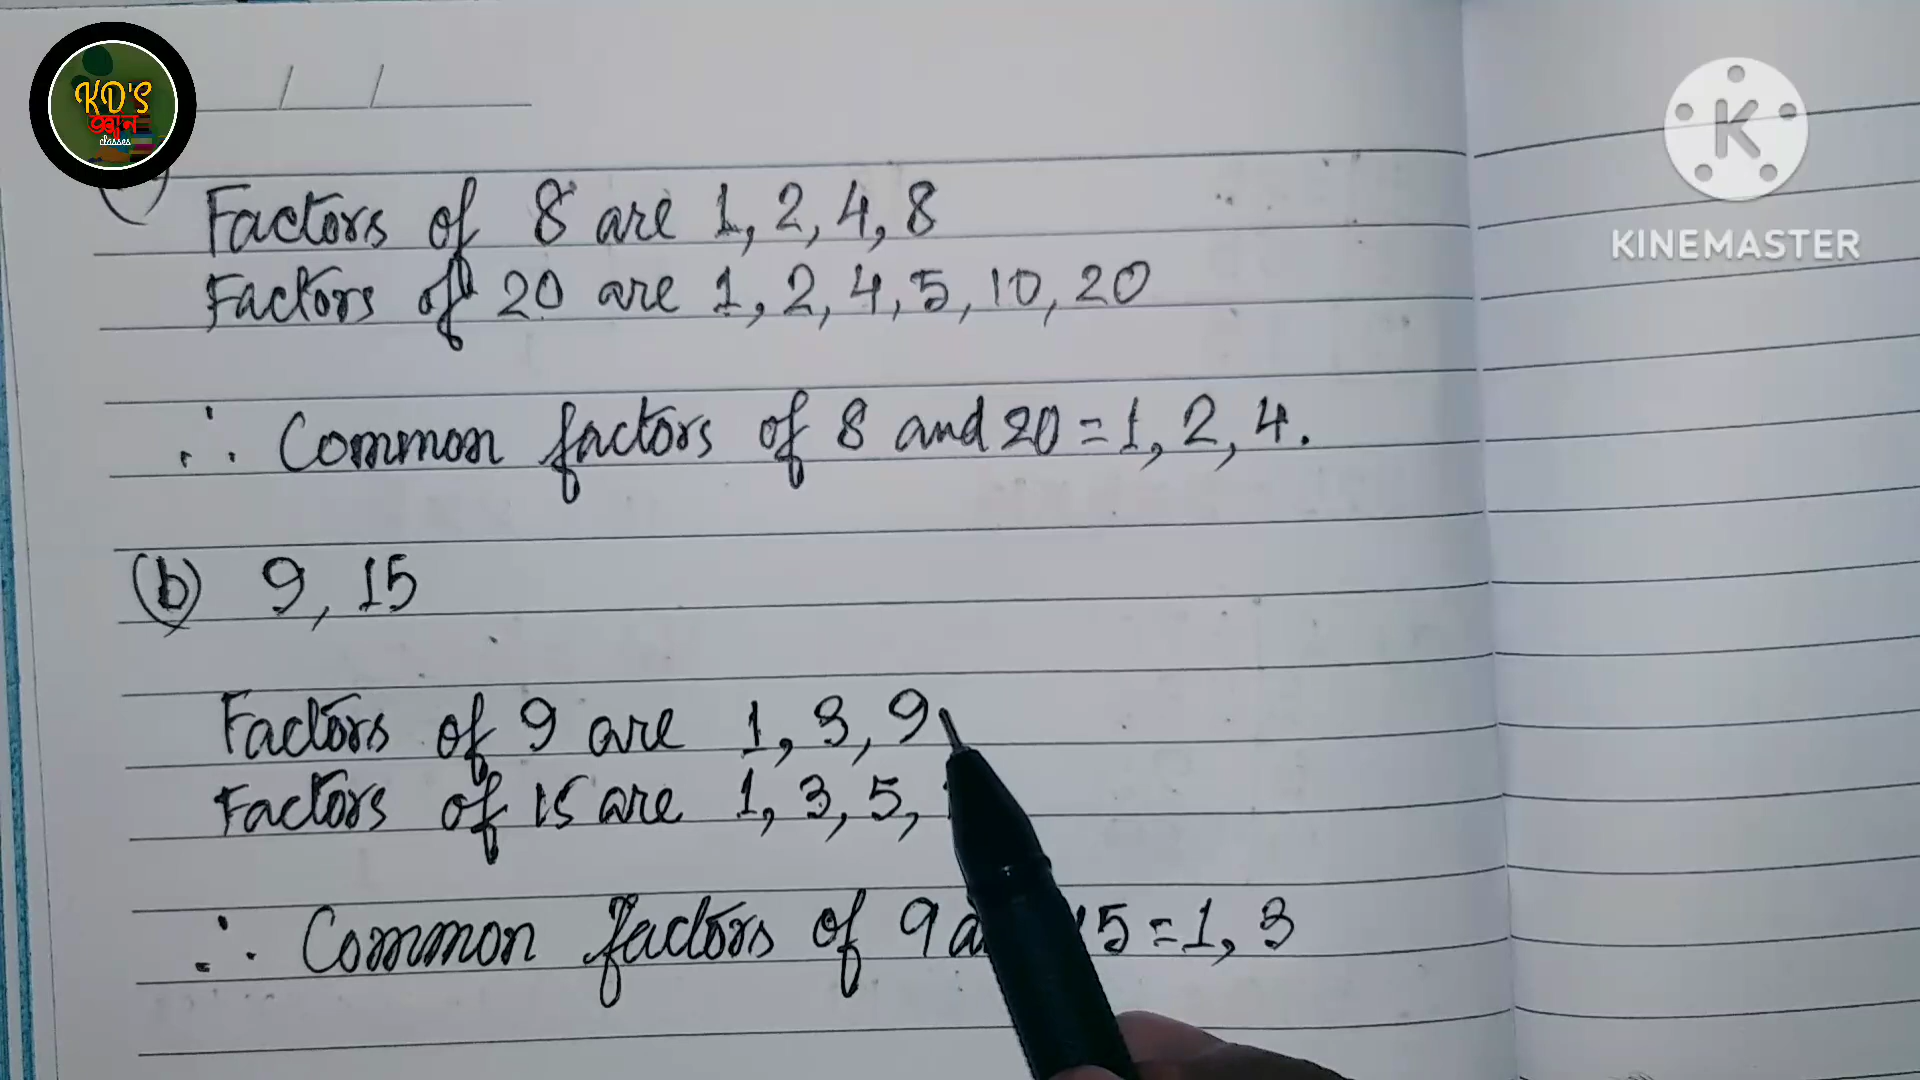 KD'S
জ্ঞান
classes
KINEMASTER
Factors of 8 are 1, 2, 4, 8
Factors of 20 are 1, 2, 4, 5, 10, 20
∴ Common factors of 8 and 20 = 1, 2, 4.
(b) 9, 15
Factors of 9 are 1, 3, 9
Factors of 15 are 1, 3, 5,
∴ Common factors of 9 a 15 = 1, 3